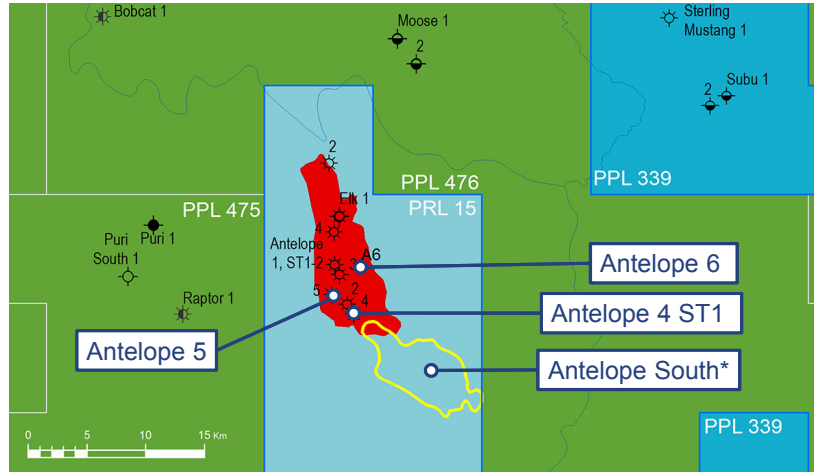 Bobcat 1
Moose 1
2
Sterling
Mustang 1
Subu 1
2
2
PPL 476
PPL 339
Elk 1
PRL 15
PPL 475
4
Puri
South 1
Puri 1
Antelope
1, ST1-2
3
A6
Antelope 6
Raptor 1
5
2
4
Antelope 4 ST1
Antelope 5
Antelope South*
PPL 339
0 5 10 15 Km